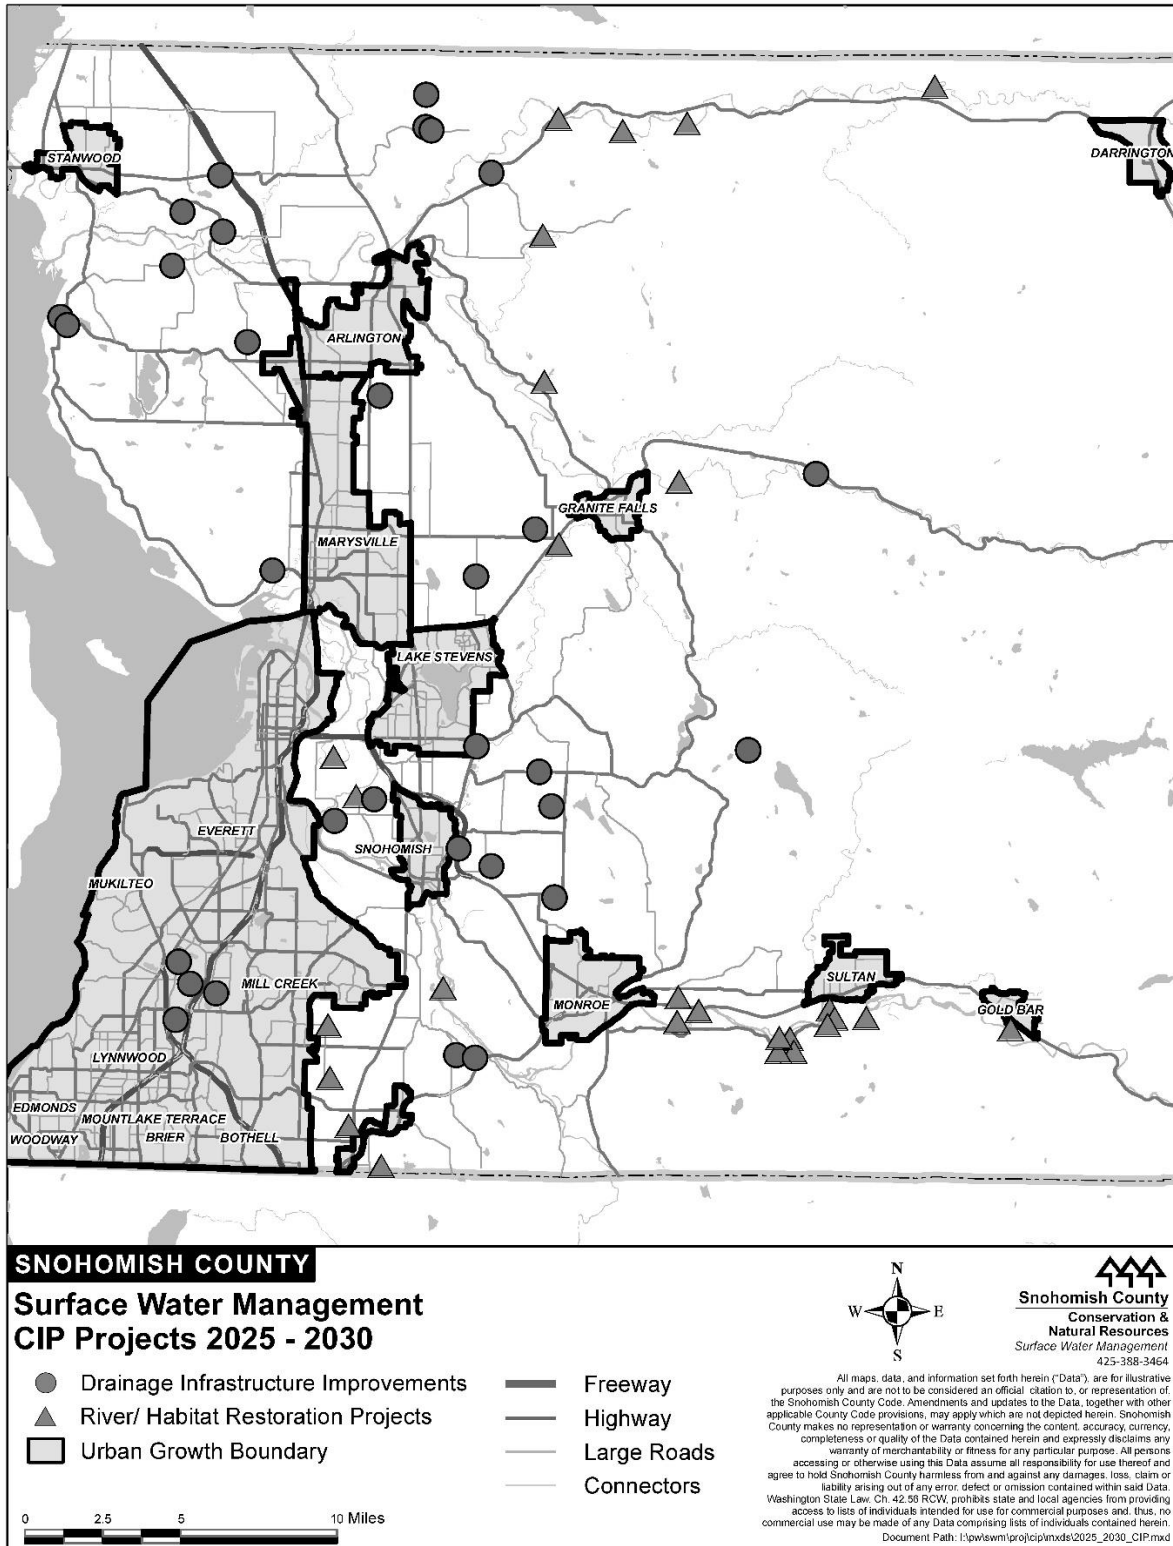 STANWOOD
DARRINGTON
ARLINGTON
GRANITE FALLS
MARYSVILLE
LAKE STEVENS
EVERETT
SNOHOMISH
MUKILTEO
MILL CREEK
SULTAN
MONROE
GOLD BAR
LYNNWOOD
EDMONDS
MOUNTLAKE TERRACE
WOODWAY
BRIER
BOTHELL
SNOHOMISH COUNTY
Surface Water Management
CIP Projects 2025 - 2030
Drainage Infrastructure Improvements
River/ Habitat Restoration Projects
Urban Growth Boundary
0 2.5 5 10 Miles
Freeway
Highway
Large Roads
Connectors
N
W E
S
Snohomish County
Conservation &
Natural Resources
Surface Water Management
425-388-3464
All maps, data, and information set forth herein ("Data"), are for illustrative
purposes only and are not to be considered an official citation to, or representation of,
the Snohomish County Code. Amendments and updates to the Data, together with other
applicable County Code provisions, may apply which are not depicted herein. Snohomish
County makes no representation or warranty concerning the content, accuracy, currency,
completeness or quality of the Data contained herein and expressly disclaims any
warranty of merchantability or fitness for any particular purpose. All persons
accessing or otherwise using this Data assume all responsibility for use thereof and
agree to hold Snohomish County harmless from and against any damages, loss, claim or
liability arising out of any error, defect or omission contained within said Data.
Washington State Law, Ch. 42.56 RCW, prohibits state and local agencies from providing
access to lists of individuals intended for use for commercial purposes and, thus, no
commercial use may be made of any Data comprising lists of individuals contained herein.
Document Path: I:\pw\swm\proj\cip\mxds\2025_2030_CIP.mxd